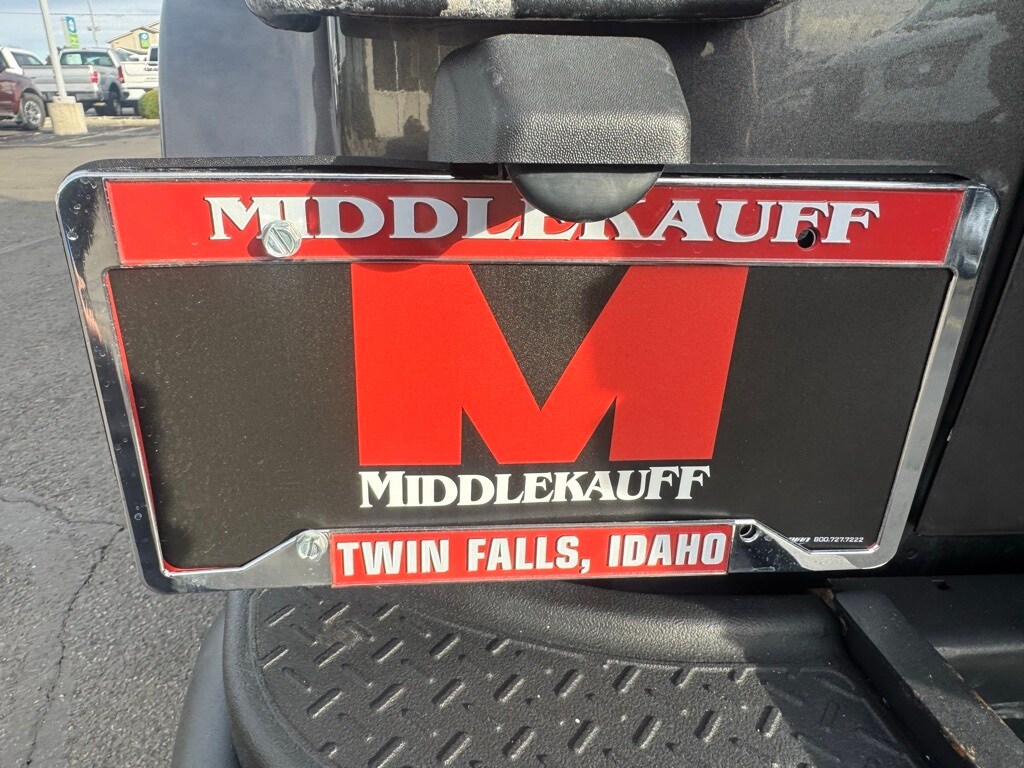 MIDDLEKAUFF
M
MIDDLEKAUFF
800.727.7222
TWIN FALLS, IDAHO